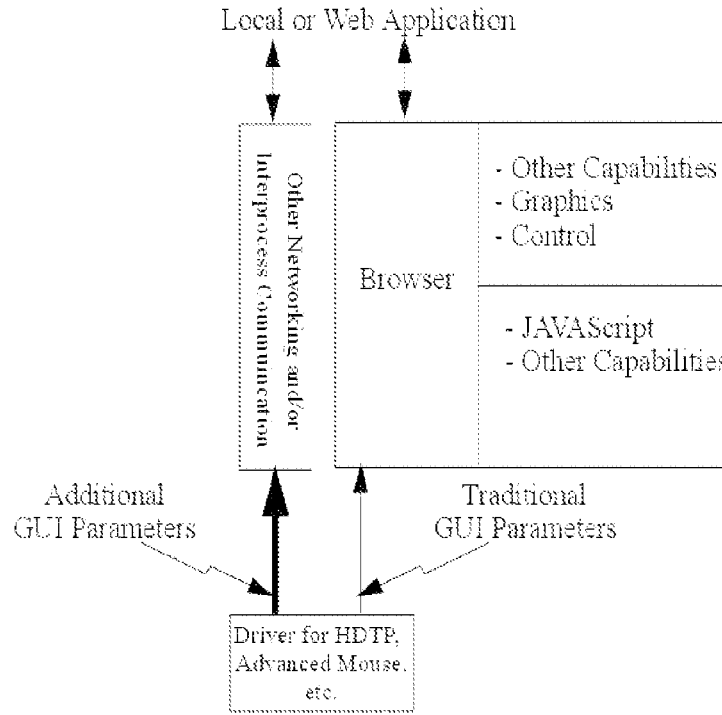 Local or Web Application
Other Networking and/or
Interprocess Commuincation
Browser
- Other Capabilities
- Graphics
- Control
- JAVAScript
- Other Capabilities
Additional
GUI Parameters
Traditional
GUI Parameters
Driver for HDTP,
Advanced Mouse,
etc.